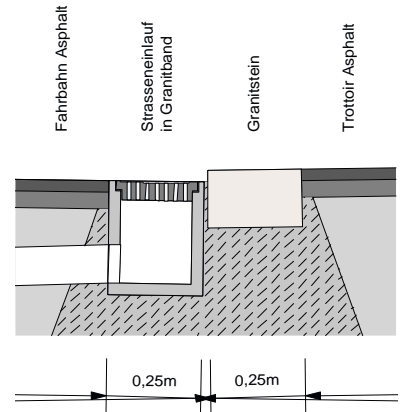 Fahrbahn Asphalt
Strasseneinlauf
in Granitband
Granitstein
Trottoir Asphalt
0,25m
0,25m